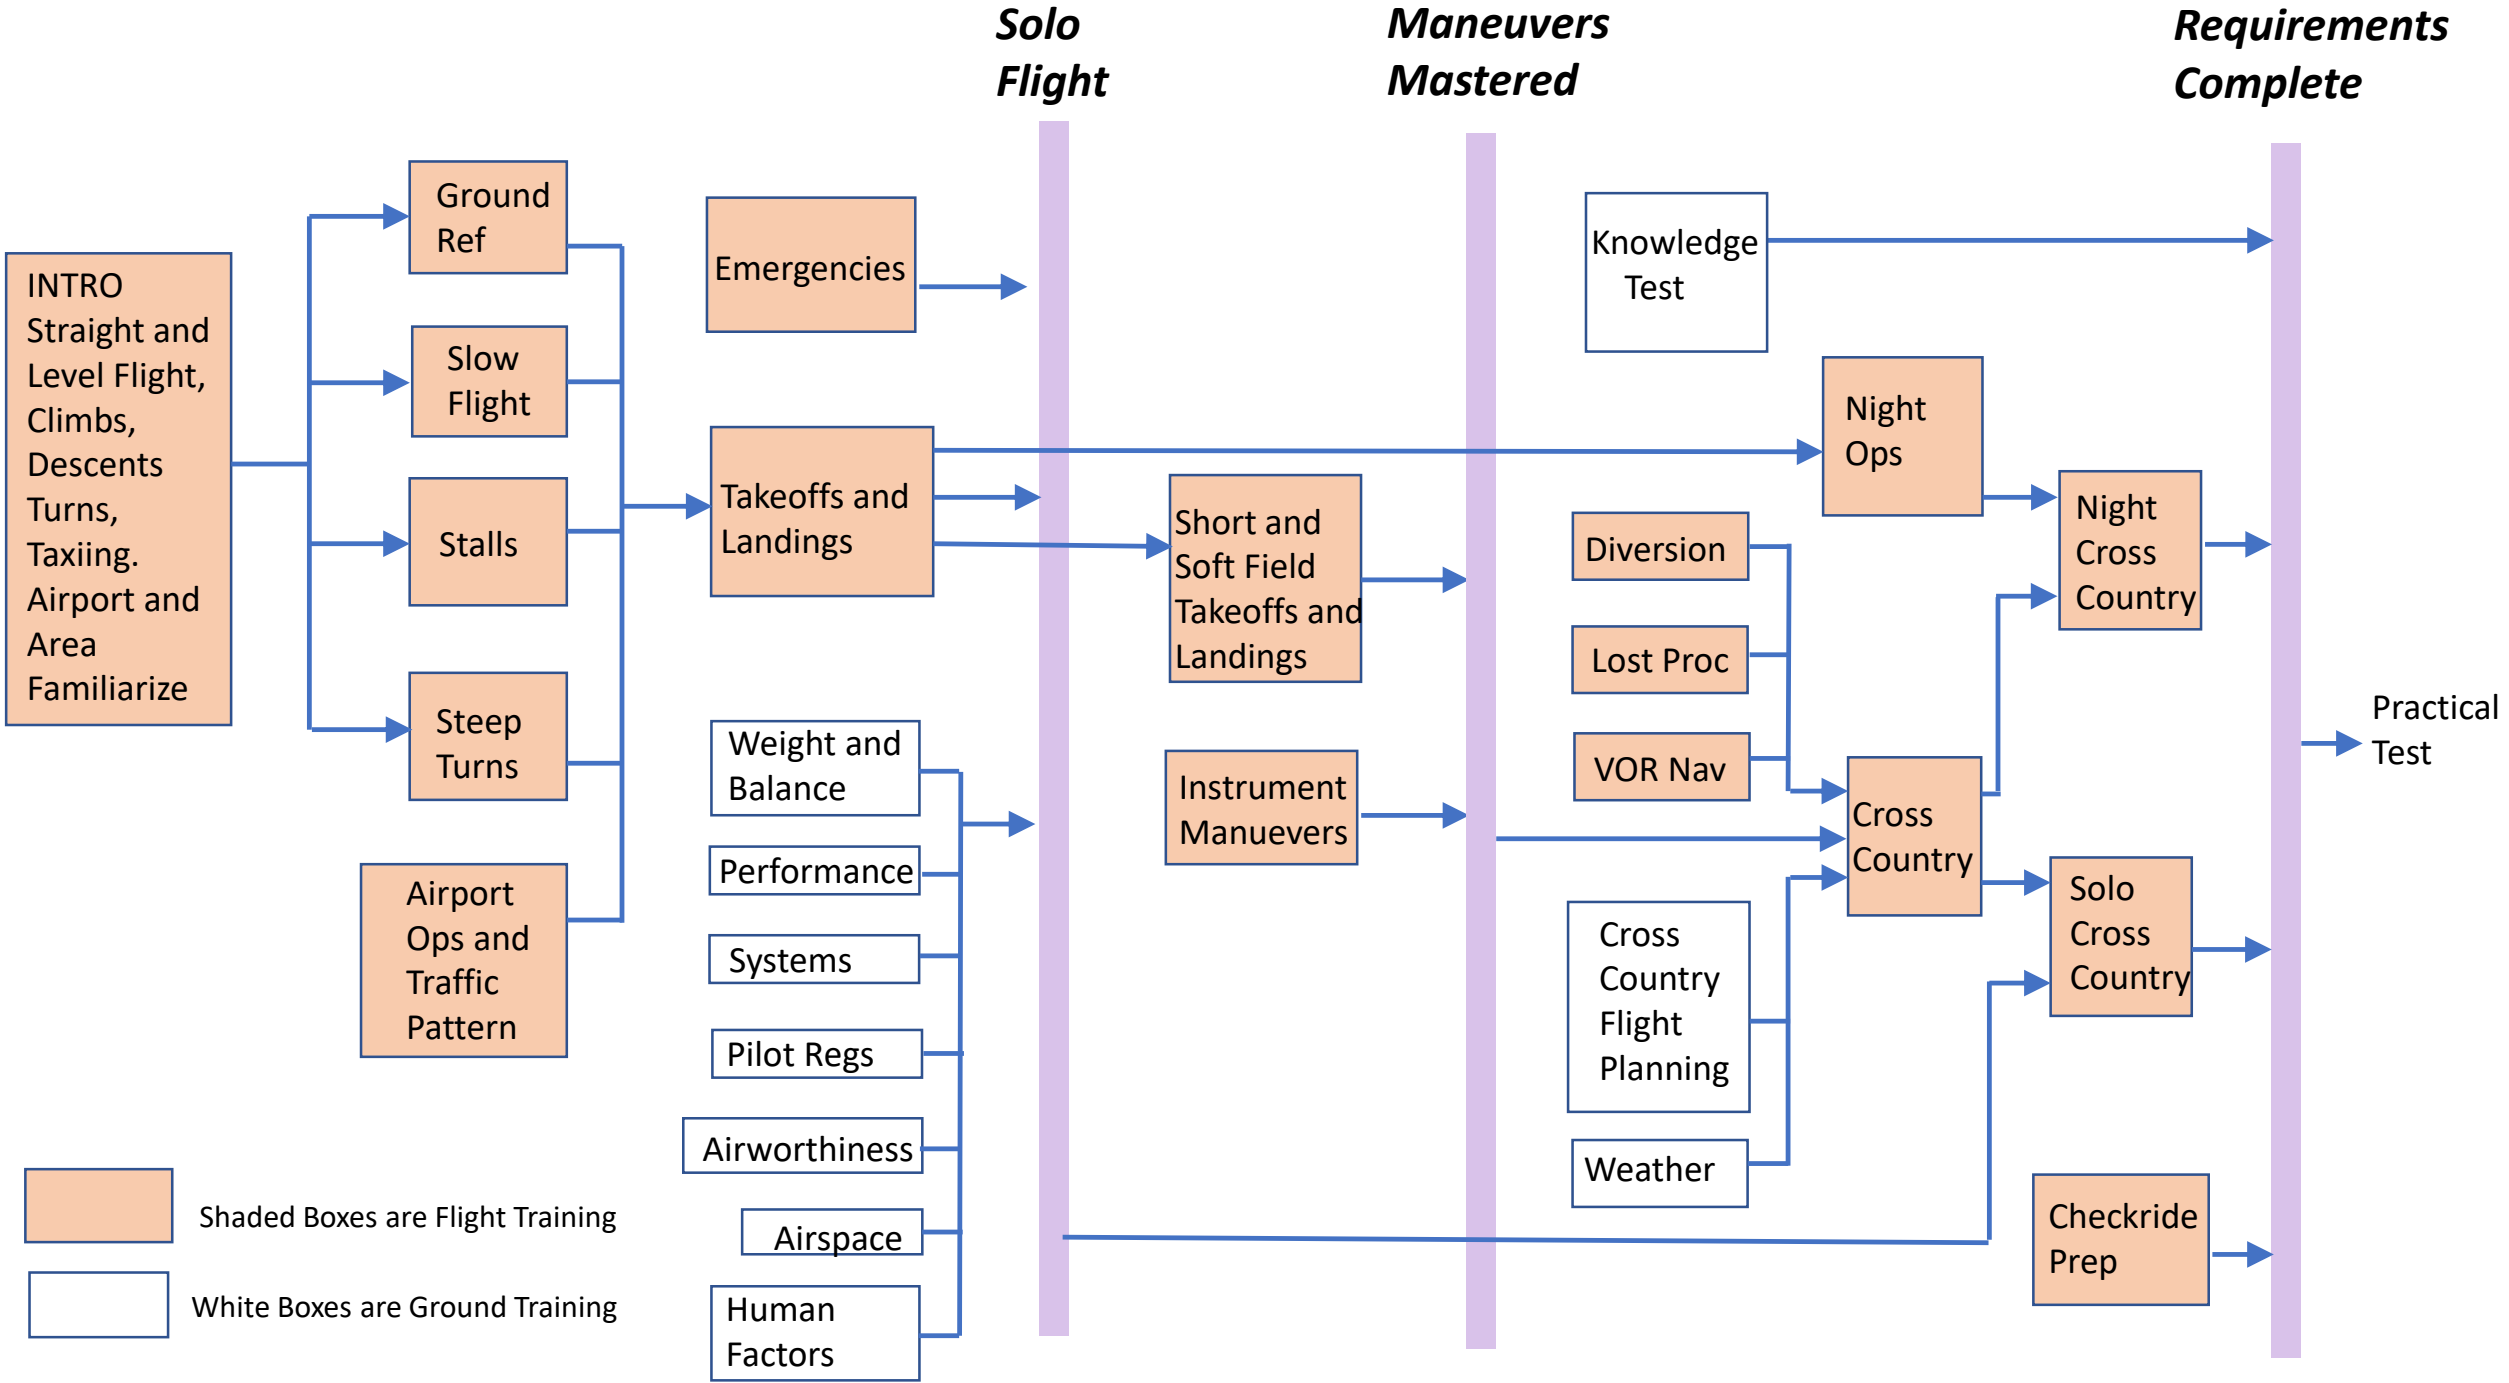 Solo
Flight
Maneuvers
Mastered
Requirements
Complete
INTRO
Straight and
Level Flight,
Climbs,
Descents
Turns,
Taxiing.
Airport and
Area
Familiarize
Ground
Ref
Slow
Flight
Stalls
Steep
Turns
Airport
Ops and
Traffic
Pattern
Emergencies
Takeoffs and
Landings
Weight and
Balance
Performance
Systems
Pilot Regs
Airworthiness
Airspace
Human
Factors
Short and
Soft Field
Takeoffs and
Landings
Instrument
Manuevers
Knowledge
Test
Night
Ops
Diversion
Lost Proc
VOR Nav
Cross
Country
Cross
Country
Flight
Planning
Weather
Night
Cross
Country
Solo
Cross
Country
Checkride
Prep
Practical
Test
Shaded Boxes are Flight Training
White Boxes are Ground Training